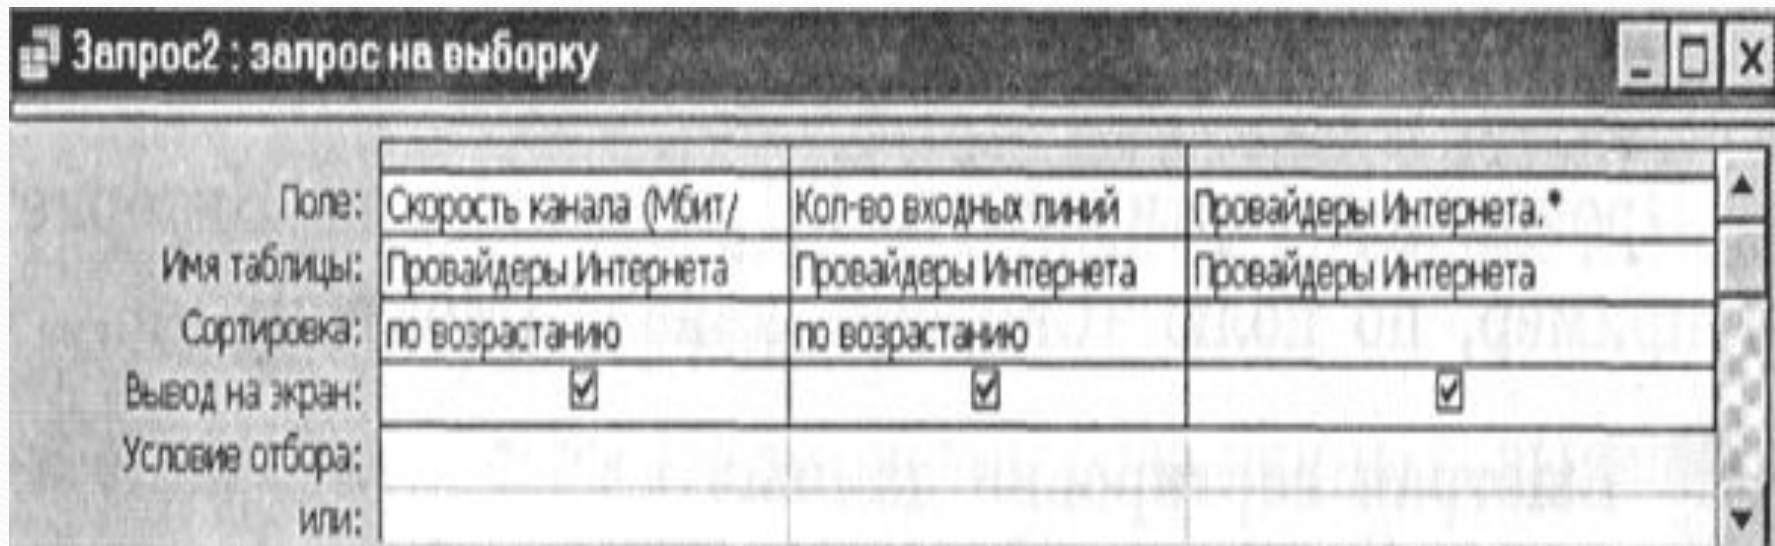 Запрос2 : запрос на выборку
Поле: Скорость канала (Мбит/ Кол-во входных линий Провайдеры Интернета.*
Имя таблицы: Провайдеры Интернета Провайдеры Интернета Провайдеры Интернета
Сортировка: по возрастанию по возрастанию
Вывод на экран:
Условие отбора:
или: